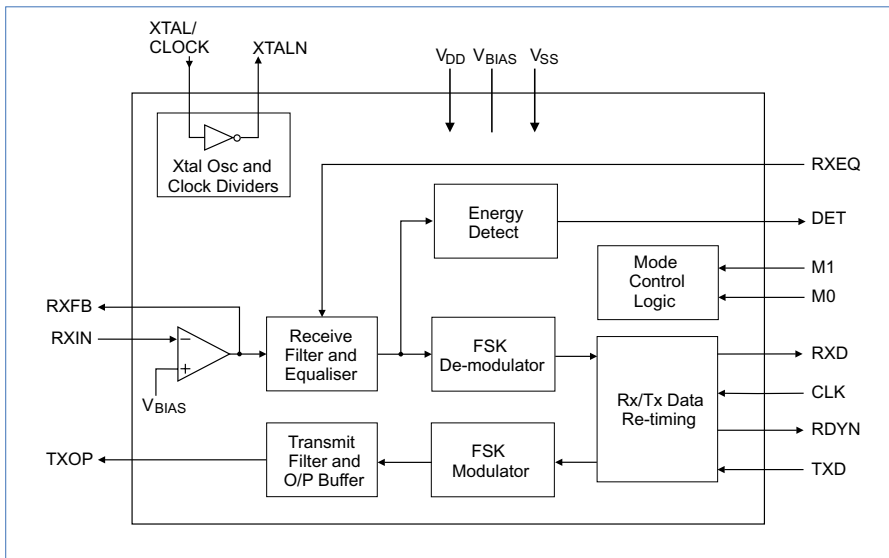 XTAL/
CLOCK
XTALN
VDD
VBIAS
VSS
Xtal Osc and
Clock Dividers
RXEQ
Energy
Detect
DET
Mode
Control
Logic
M1
M0
RXFB
RXIN
VBIAS
Receive
Filter and
Equaliser
FSK
De-modulator
Rx/Tx Data
Re-timing
RXD
CLK
RDYN
TXD
TXOP
Transmit
Filter and
O/P Buffer
FSK
Modulator